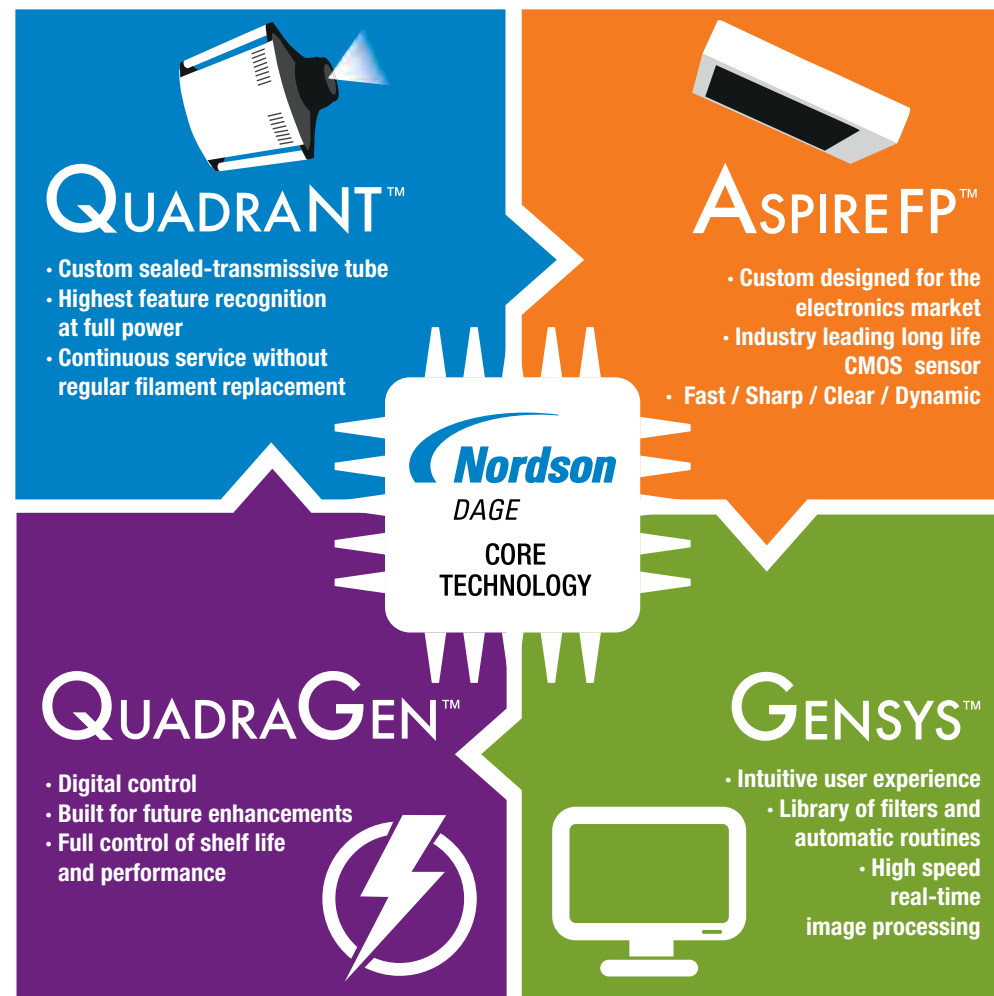 QUADRANT™
· Custom sealed-transmissive tube
· Highest feature recognition
at full power
· Continuous service without
regular filament replacement
ASPIRE FP™
· Custom designed for the
electronics market
· Industry leading long life
CMOS sensor
· Fast / Sharp / Clear / Dynamic
Nordson
DAGE
CORE
TECHNOLOGY
QUADRAGEN™
· Digital control
· Built for future enhancements
· Full control of shelf life
and performance
GENSYS™
· Intuitive user experience
· Library of filters and
automatic routines
· High speed
real-time
image processing